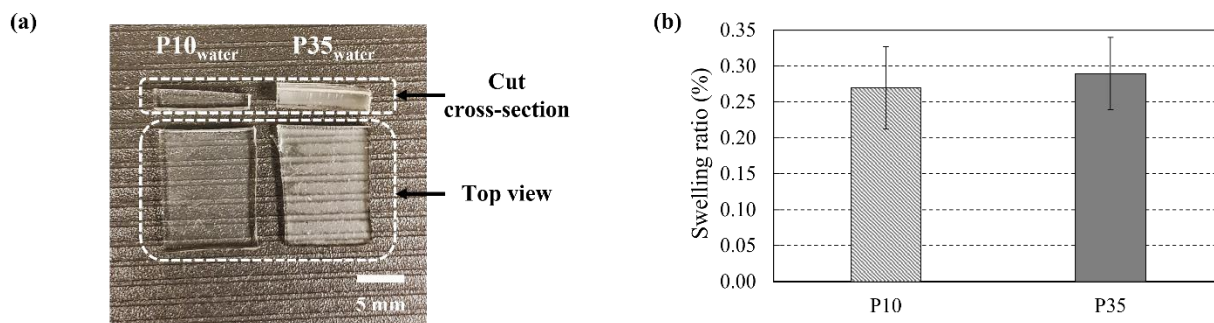 (a)
P10water P35water
Cut
cross-section
Top view
5 mm
(b)
Swelling ratio (%)
0.35
0.30
0.25
0.20
0.15
0.10
0.05
0.00
P10 P35